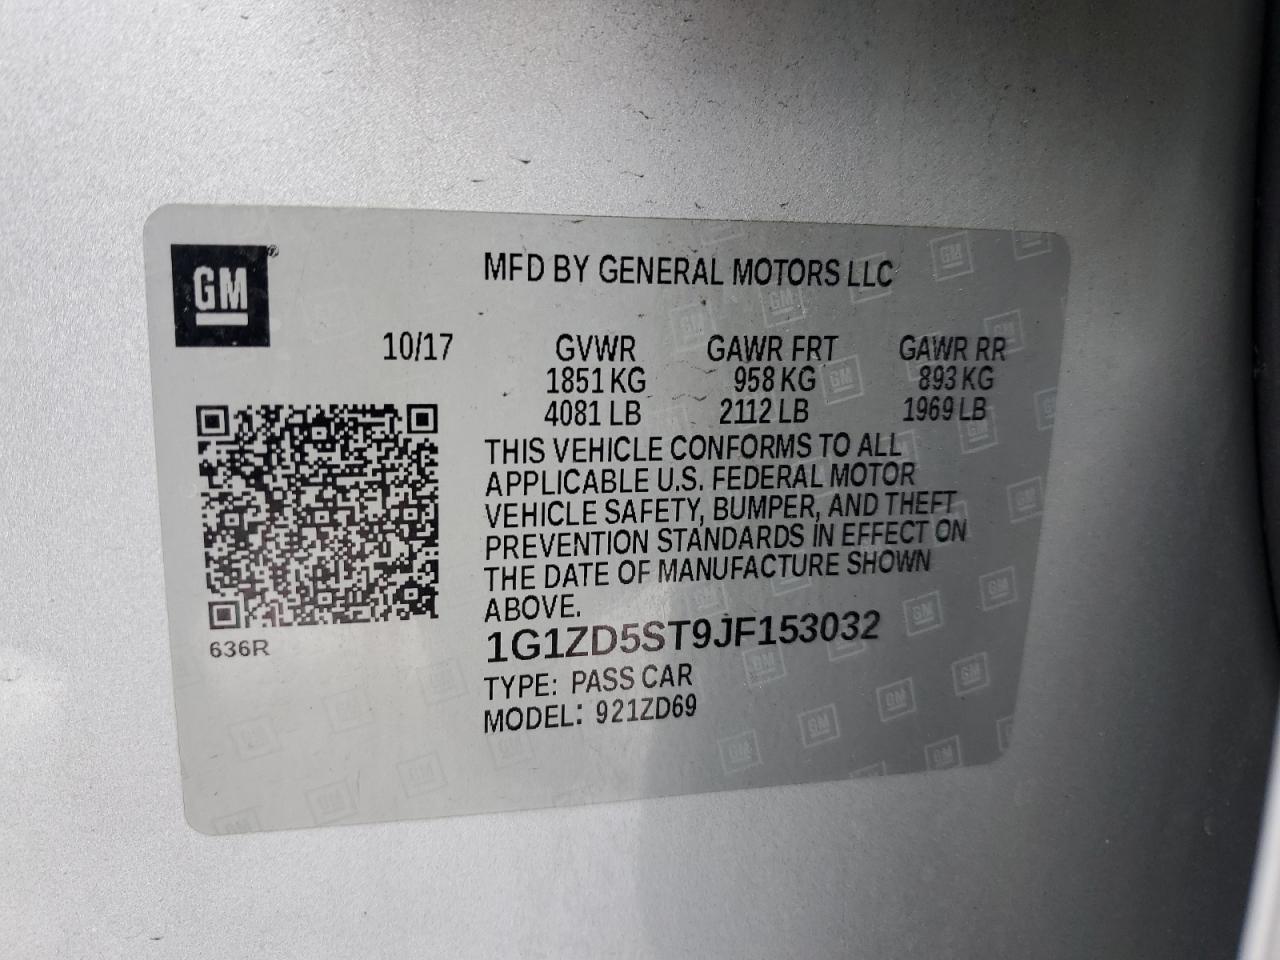 GM®
MFD BY GENERAL MOTORS LLC
10/17 GVWR GAWR FRT GAWR RR
1851 KG 958 KG 893 KG
4081 LB 2112 LB 1969 LB
THIS VEHICLE CONFORMS TO ALL
APPLICABLE U.S. FEDERAL MOTOR
VEHICLE SAFETY, BUMPER, AND THEFT
PREVENTION STANDARDS IN EFFECT ON
THE DATE OF MANUFACTURE SHOWN
ABOVE.
636R
1G1ZD5ST9JF153032
TYPE: PASS CAR
MODEL: 921ZD69